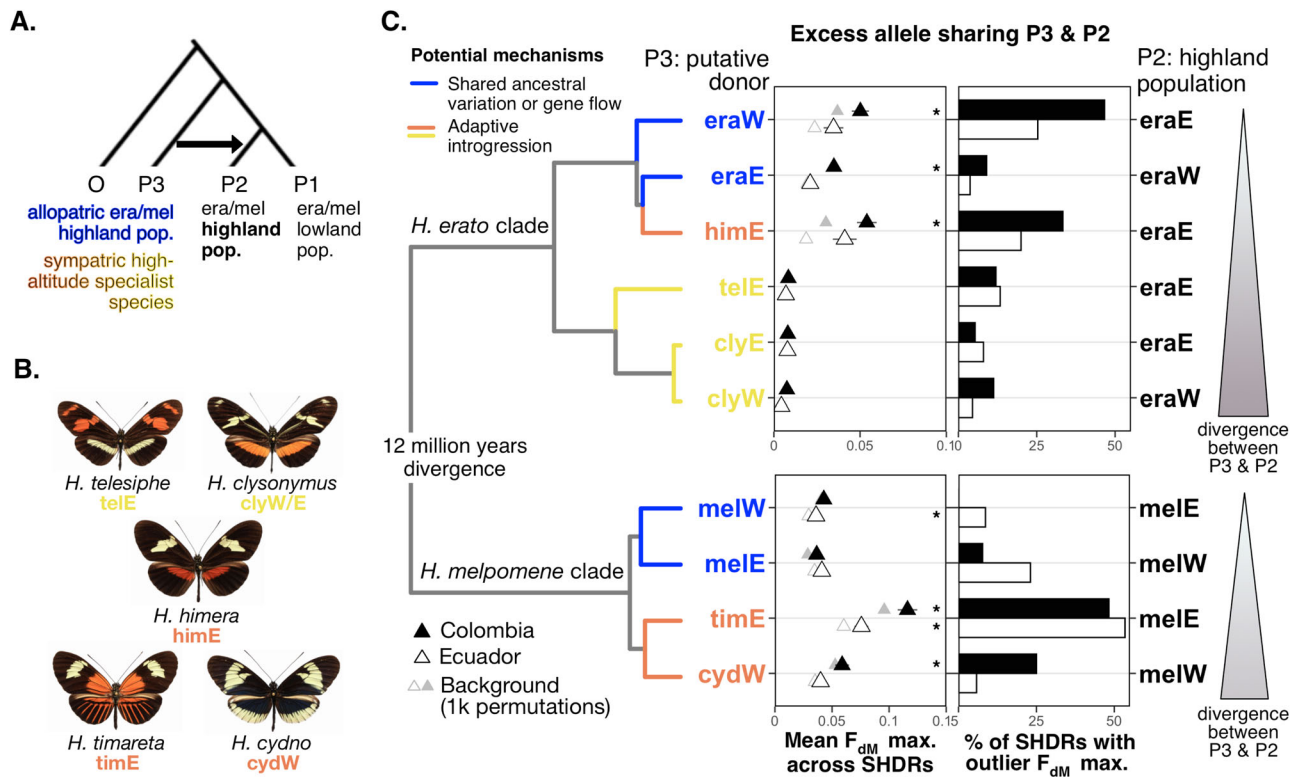 A.
O
P3
P2
P1
allopatric era/mel
highland pop.
sympatric high-
altitude specialist
species
era/mel
highland
pop.
era/mel
lowland
pop.
B.
H. telesiphe
telE
H. clysonymus
clyW/E
H. himera
himE
H. timareta
timE
H. cydno
cydW
C.
Excess allele sharing P3 & P2
Potential mechanisms
Shared ancestral
variation or gene flow
Adaptive
introgression
P3: putative
donor
P2: highland
population
H. erato clade
12 million years
divergence
H. melpomene clade
eraW
*
eraE
eraE
*
eraW
himE
*
eraE
telE
eraE
clyE
eraE
clyW
eraW
0
0.05
0.10
25
50
divergence
between
P3 & P2
melW
*
melE
melE
melW
timE
*
*
melE
cydW
*
melW
0
0.05
0.1
0.15
25
50
divergence
between
P3 & P2
Colombia
Ecuador
Background
(1k permutations)
Mean FdM max.
across SHDRs
% of SHDRs with
outlier FdM max.